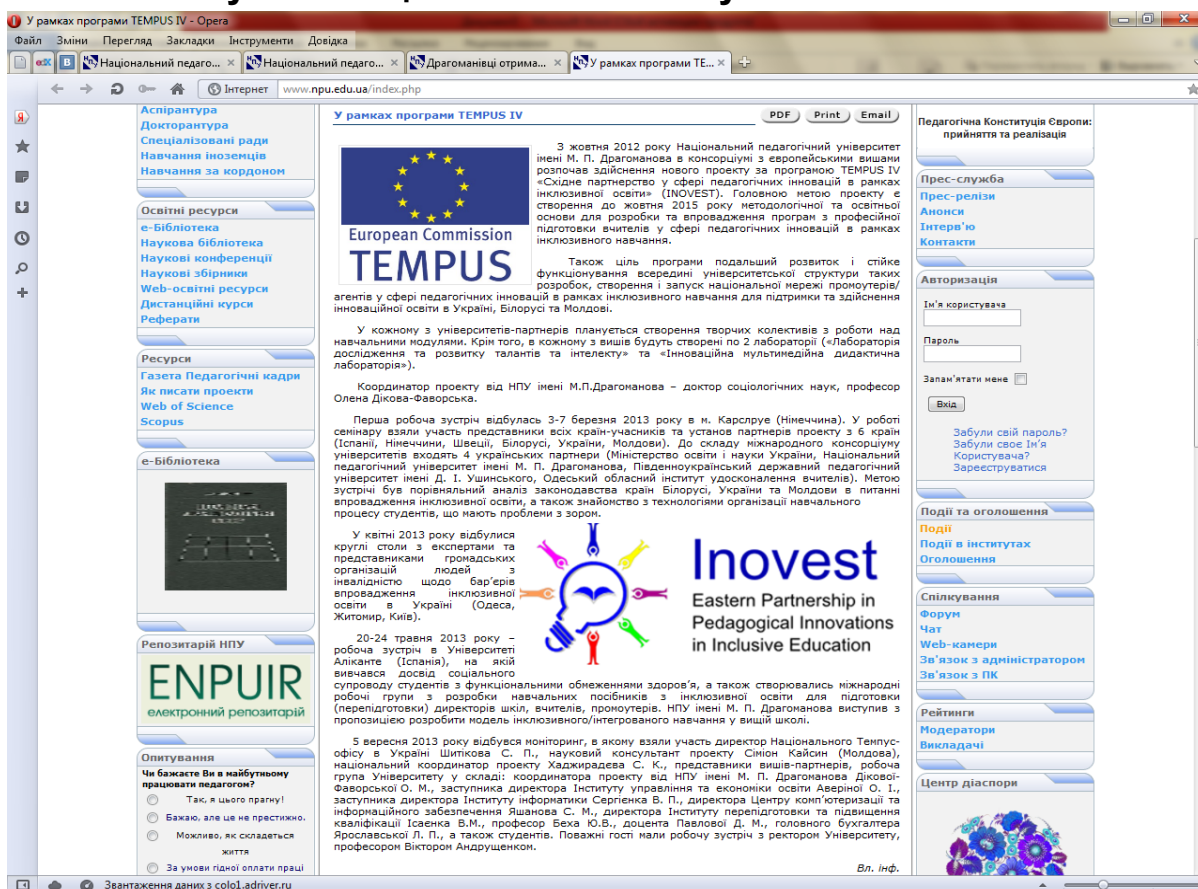 У рамках програми TEMPUS IV - Opera
Файл Зміни Перегляд Закладки Інструменти Довідка
Національний педаго... Національний педаго... Драгоманівці отрима... У рамках програми ТЕ...
Інтернет www.npu.edu.ua/index.php
Аспірантура
Докторантура
Спеціалізовані ради
Навчання іноземців
Навчання за кордоном
Освітні ресурси
е-Бібліотека
Наукова бібліотека
Наукові конференції
Наукові збірники
Web-освітні ресурси
Дистанційні курси
Реферати
Ресурси
Газета Педагогічні кадри
Як писати проекти
Web of Science
Scopus
е-Бібліотека
Репозитарій НПУ
ENPUIR
електронний репозитарій
Опитування
Чи бажаєте Ви в майбутньому
працювати педагогом?
Так, я цього прагну!
Бажаю, але це не престижно.
Можливо, як складеться
життя
За умови гідної оплати праці
У рамках програми TEMPUS IV
PDF Print Email
European Commission
TEMPUS
З жовтня 2012 року Національний педагогічний університет
імені М. П. Драгоманова в консорціумі з європейськими вишами
розпочав здійснення нового проекту за програмою TEMPUS IV
«Східне партнерство у сфері педагогічних інновацій в рамках
інклюзивної освіти» (INOVEST). Головною метою проекту є
створення до жовтня 2015 року методологічної та освітньої
основи для розробки та впровадження програм з професійної
підготовки вчителів у сфері педагогічних інновацій в рамках
інклюзивного навчання.
Також ціль програми подальший розвиток і стійке
функціонування всередині університетської структури таких
розробок, створення і запуск національної мережі промоутерів/
агентів у сфері педагогічних інновацій в рамках інклюзивного навчання для підтримки та здійснення
інноваційної освіти в Україні, Білорусі та Молдові.
У кожному з університетів-партнерів планується створення творчих колективів з роботи над
навчальними модулями. Крім того, в кожному з вишів будуть створені по 2 лабораторії («Лабораторія
дослідження та розвитку талантів та інтелекту» та «Інноваційна мультимедійна дидактична
лабораторія»).
Координатор проекту від НПУ імені М.П.Драгоманова – доктор соціологічних наук, професор
Олена Дікова-Фаворська.
Перша робоча зустріч відбулась 3-7 березня 2013 року в м. Карслруе (Німеччина). У роботі
семінару взяли участь представники всіх країн-учасників та установ партнерів проекту з 6 країн
(Іспанії, Німеччини, Швеції, Білорусі, України, Молдови). До складу міжнародного консорціуму
університетів входять 4 українських партнери (Міністерство освіти і науки України, Національний
педагогічний університет імені М. П. Драгоманова, Південноукраїнський державний педагогічний
університет імені Д. І. Ушинського, Одеський обласний інститут удосконалення вчителів). Метою
зустрічі був порівняльний аналіз законодавства країн Білорусі, України та Молдови в питанні
впровадження інклюзивної освіти, а також знайомство з технологіями організації навчального
процесу студентів, що мають проблеми з зором.
У квітні 2013 року відбулися
круглі столи з експертами та
представниками громадських
організацій людей з
інвалідністю щодо бар'єрів
впровадження інклюзивної
освіти в Україні (Одеса,
Житомир, Київ).
Inovest
Eastern Partnership in
Pedagogical Innovations
in Inclusive Education
20-24 травня 2013 року –
робоча зустріч в Університеті
Аліканте (Іспанія), на якій
вивчався досвід соціального
супроводу студентів з функціональними обмеженнями здоров'я, а також створювались міжнародні
робочі групи з розробки навчальних посібників з інклюзивної освіти для підготовки
(перепідготовки) директорів шкіл, вчителів, промоутерів. НПУ імені М. П. Драгоманова виступив з
пропозицією розробити модель інклюзивного/інтегрованого навчання у вищій школі.
5 вересня 2013 року відбувся моніторинг, в якому взяли участь директор Національного Темпус-
офісу в Україні Шитікова С. П., науковий консультант проекту Сіміон Кайсин (Молдова),
національний координатор проекту Хаджирадєва С. К., представники вишів-партнерів, робоча
група Університету у складі: координатора проекту від НПУ імені М. П. Драгоманова Дікової-
Фаворської О. М., заступника директора Інституту управління та економіки освіти Аверіної О. І.,
заступника директора Інституту інформатики Сергієнка В. П., директора Центру комп'ютеризації та
інформаційного забезпечення Яшанова С. М., директора Інституту перепідготовки та підвищення
кваліфікації Ісаєнка В.М., професор Беха Ю.В., доцента Павлової Д. М., головного бухгалтера
Ярославської Л. П., а також студентів. Поважні гості мали робочу зустріч з ректором Університету,
професором Віктором Андрущенком.
Вл. інф.
Педагогічна Конституція Європи:
прийняття та реалізація
Прес-служба
Прес-релізи
Анонси
Інтерв'ю
Контакти
Авторизація
Ім'я користувача
Пароль
Запам'ятати мене
Вхід
Забули свій пароль?
Забули своє Ім'я
Користувача?
Зареєструватися
Події та оголошення
Події
Події в інститутах
Оголошення
Спілкування
Форум
Чат
Web-камери
Зв'язок з адміністратором
Зв'язок з ПК
Рейтинги
Модератори
Викладачі
Центр діаспори
Звантаження даних з colo1.adriver.ru